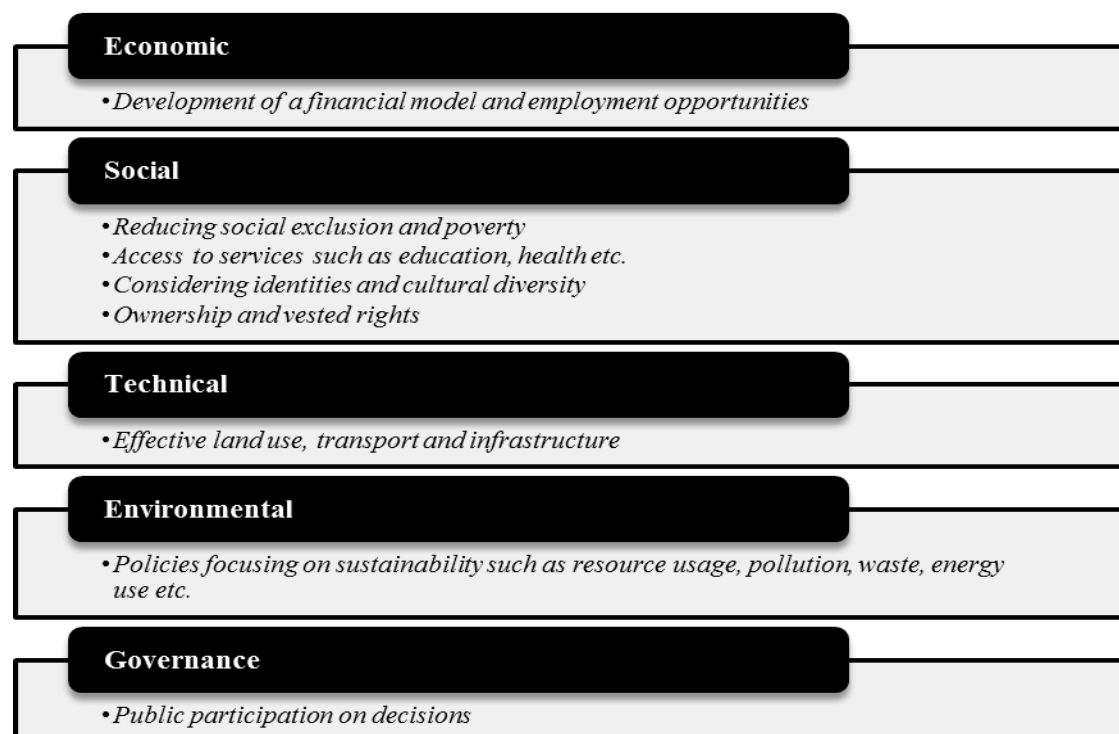 Economic
•Development of a financial model and employment opportunities
Social
•Reducing social exclusion and poverty
•Access to services such as education, health etc.
•Considering identities and cultural diversity
•Ownership and vested rights
Technical
•Effective land use, transport and infrastructure
Environmental
•Policies focusing on sustainability such as resource usage, pollution, waste, energy
use etc.
Governance
•Public participation on decisions